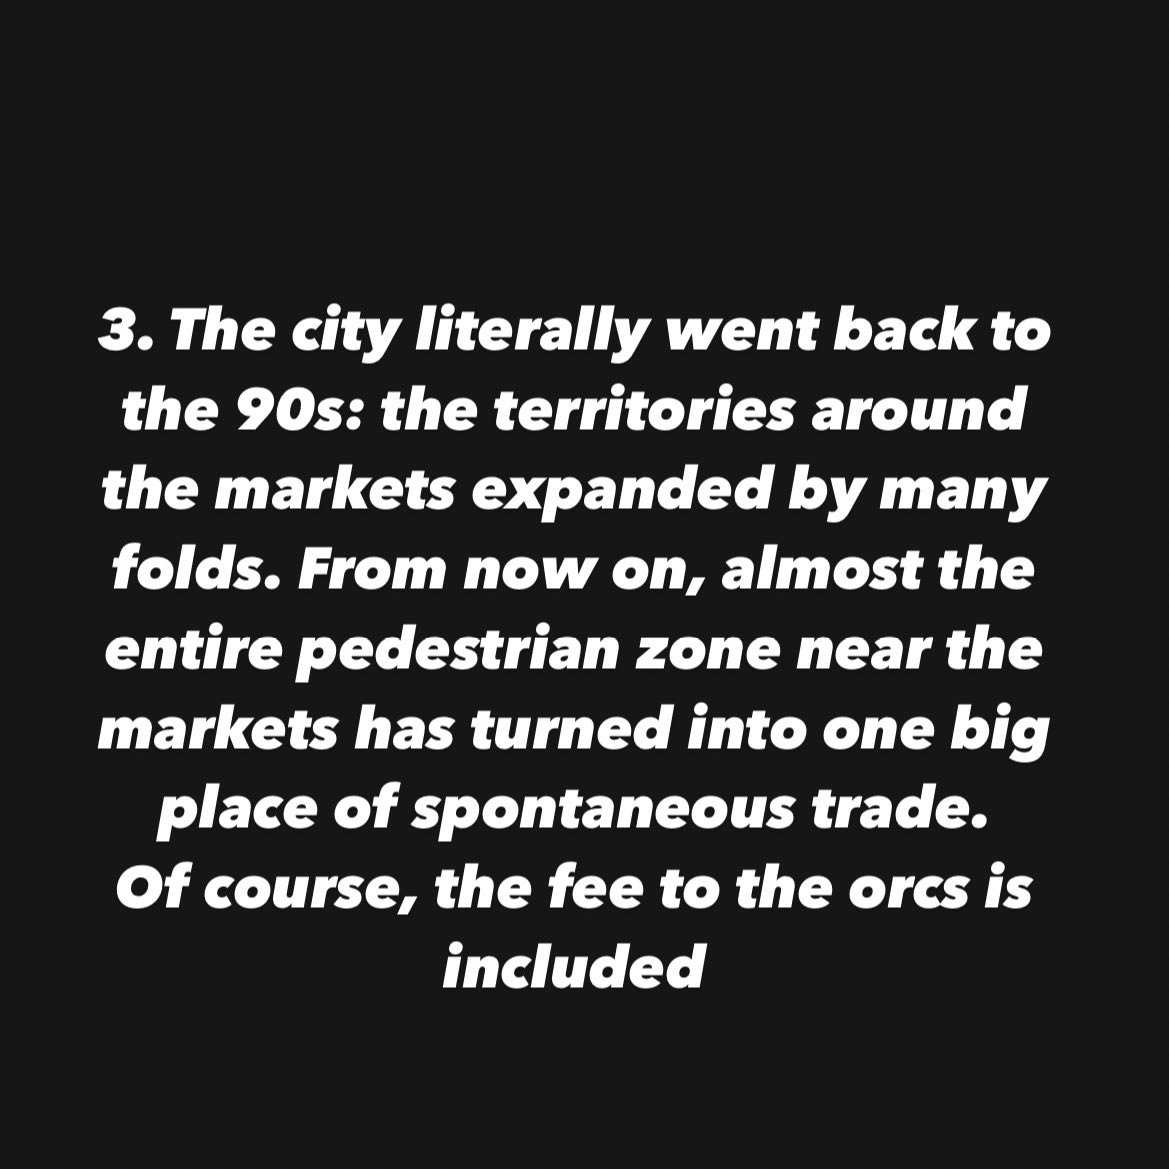 3. The city literally went back to
the 90s: the territories around
the markets expanded by many
folds. From now on, almost the
entire pedestrian zone near the
markets has turned into one big
place of spontaneous trade.
Of course, the fee to the orcs is
included